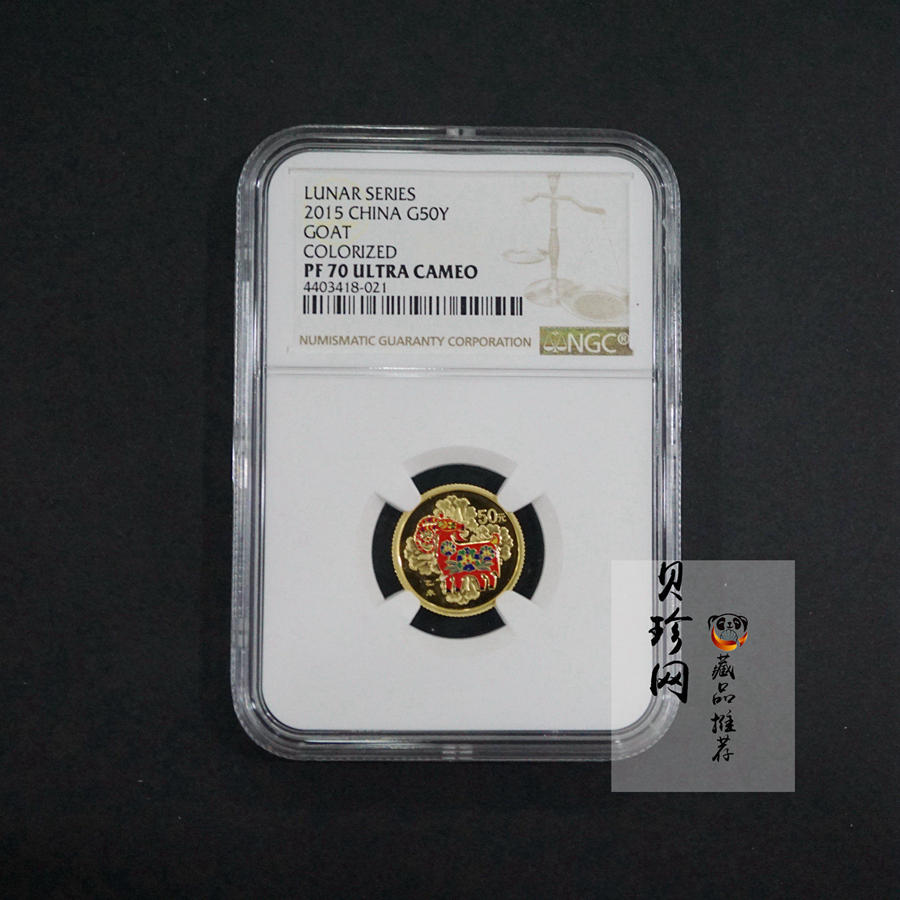 LUNAR SERIES
2015 CHINA G50Y
GOAT
COLORIZED
PF 70 ULTRA CAMEO
4403418-021
NUMISMATIC GUARANTY CORPORATION
NGC®
50元
贝珍网
藏品推荐